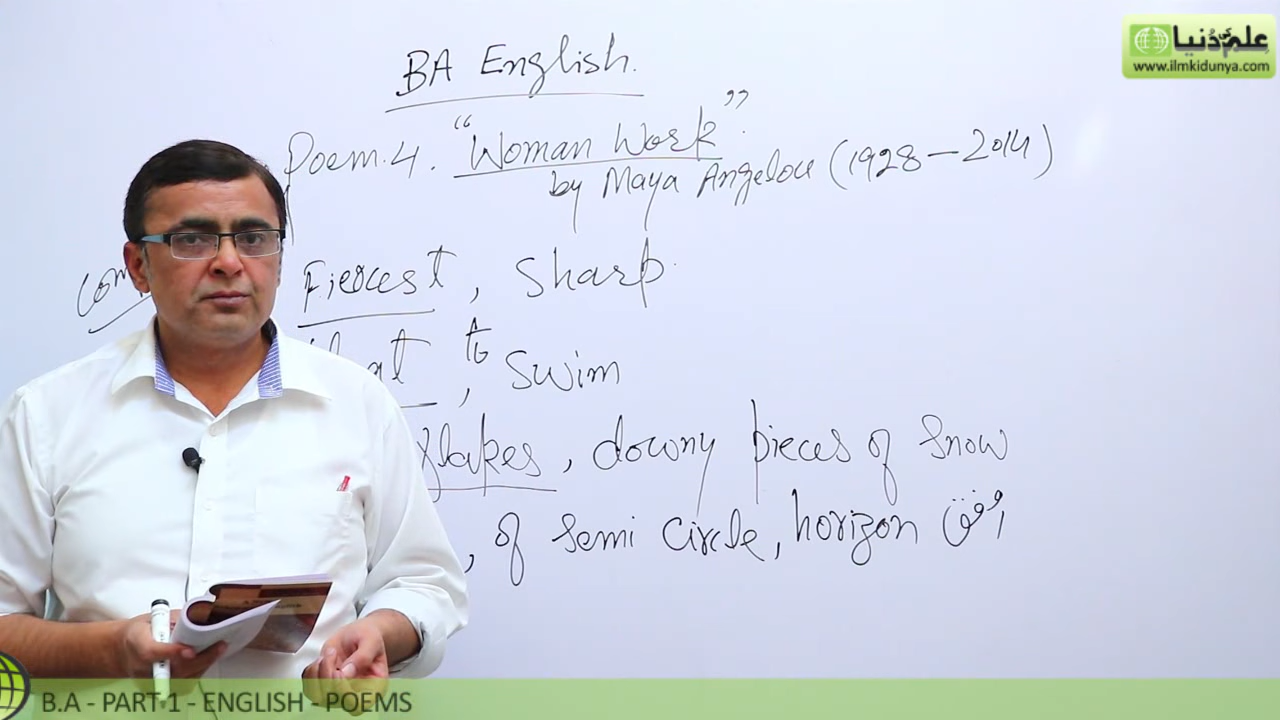 علم کی دُنیا
www.ilmkidunya.com
BA English.
Poem.4. "Woman Work".
by Maya Angelou (1928 - 2014)
Fiercest, Sharp.
to Swim
flakes, downy pieces of snow
, of semi circle, horizon افق
B.A - PART 1 - ENGLISH - POEMS